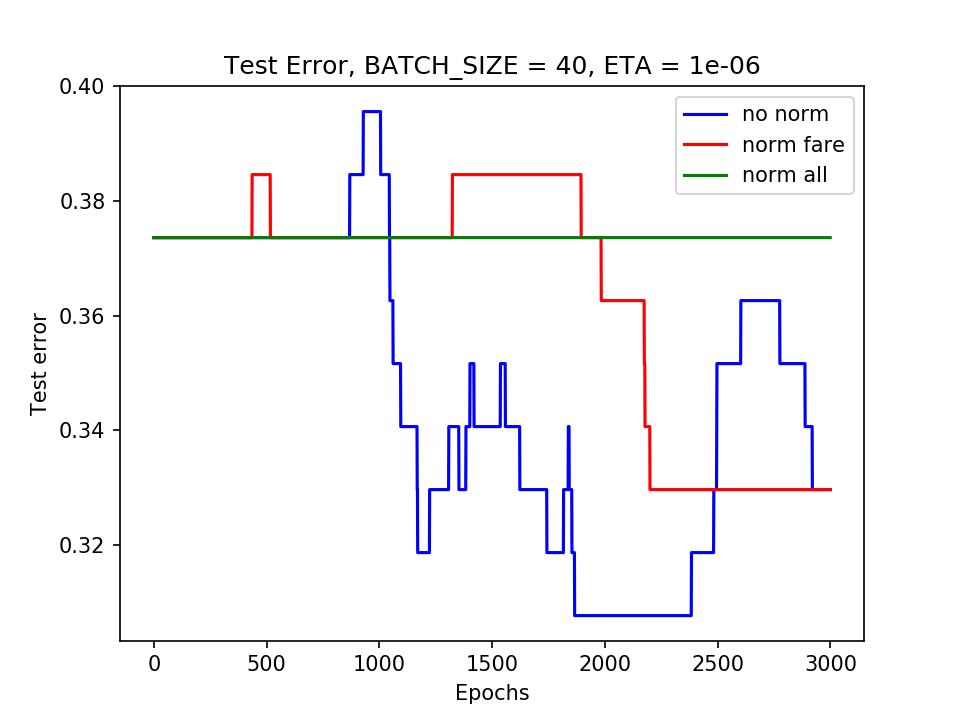 Test Error, BATCH_SIZE = 40, ETA = 1e-06
no norm
norm fare
norm all
0.40
0.38
0.36
0.34
0.32
Test error
0 500 1000 1500 2000 2500 3000
Epochs